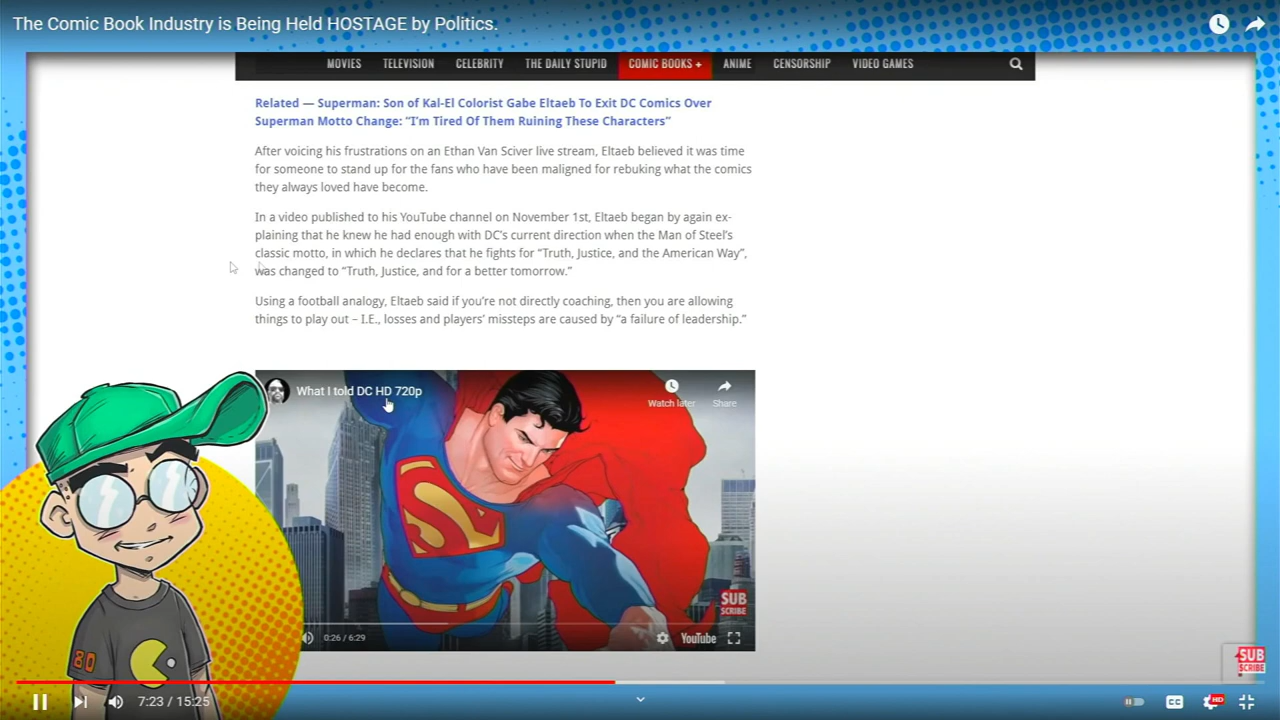 The Comic Book Industry is Being Held HOSTAGE by Politics.
MOVIES TELEVISION CELEBRITY THE DAILY STUPID COMIC BOOKS + ANIME CENSORSHIP VIDEO GAMES
Related — Superman: Son of Kal-El Colorist Gabe Eltaeb To Exit DC Comics Over
Superman Motto Change: “I’m Tired Of Them Ruining These Characters”
After voicing his frustrations on an Ethan Van Sciver live stream, Eltaeb believed it was time
for someone to stand up for the fans who have been maligned for rebuking what the comics
they always loved have become.
In a video published to his YouTube channel on November 1st, Eltaeb began by again ex-
plaining that he knew he had enough with DC’s current direction when the Man of Steel’s
classic motto, in which he declares that he fights for “Truth, Justice, and the American Way”,
was changed to “Truth, Justice, and for a better tomorrow.”
Using a football analogy, Eltaeb said if you’re not directly coaching, then you are allowing
things to play out – I.E., losses and players’ missteps are caused by “a failure of leadership.”
What I told DC HD 720p
Watch later Share
S
SUB
SCRIBE
0:26 / 6:29
YouTube
80
SUB
SCRIBE
7:23 / 15:25
CC
HD